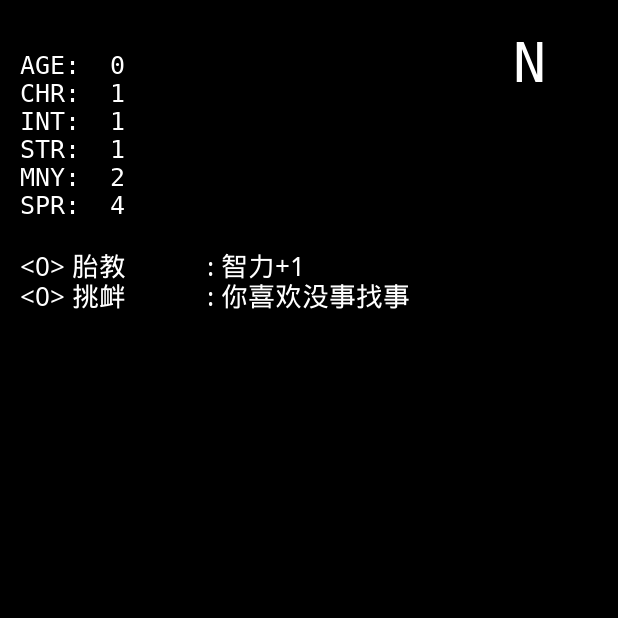 N
AGE: 0
CHR: 1
INT: 1
STR: 1
MNY: 2
SPR: 4
<O> 胎教 : 智力+1
<O> 挑衅 : 你喜欢没事找事